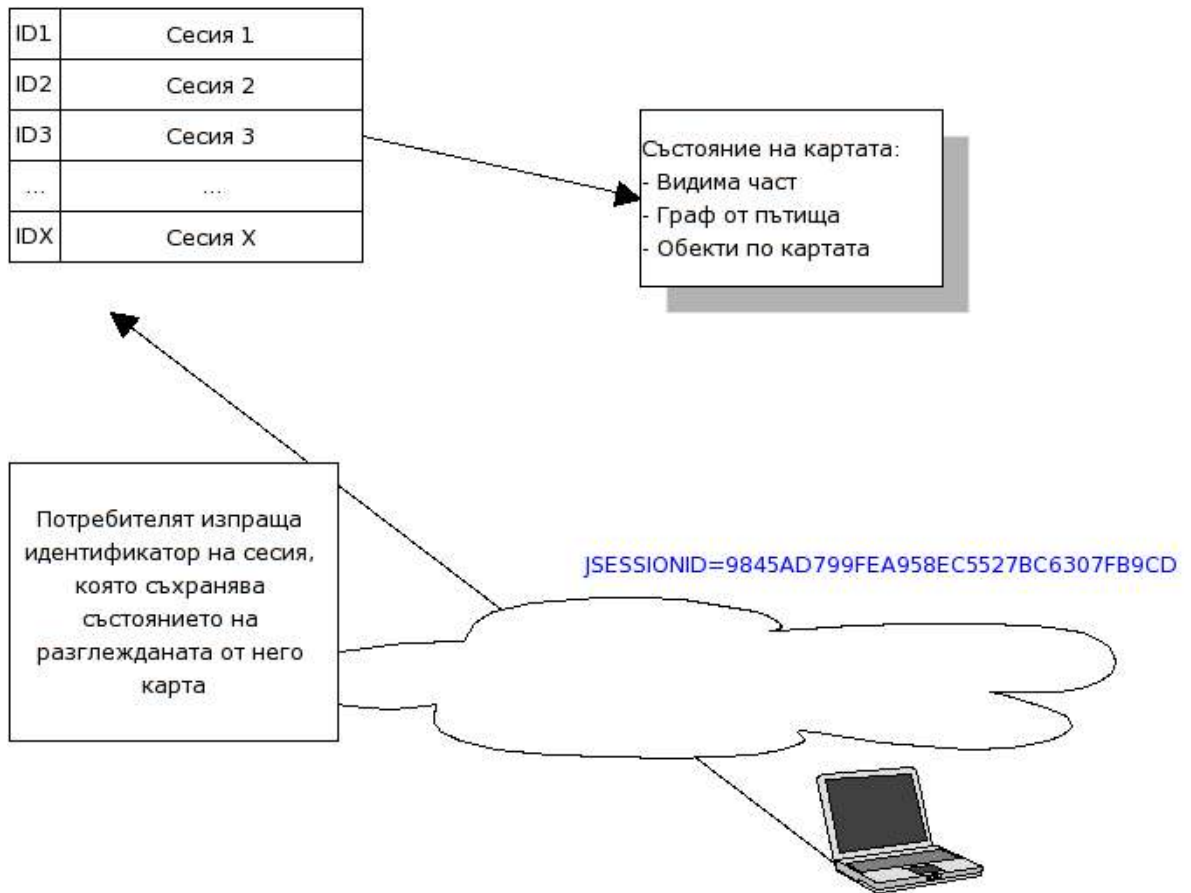 ID1 Сесия 1
ID2 Сесия 2
ID3 Сесия 3
... ...
IDX Сесия X
Състояние на картата:
- Видима част
- Граф от пътища
- Обекти по картата
Потребителят изпраща
идентификатор на сесия,
която съхранява
състоянието на
разглежданата от него
карта
JSESSIONID=9845AD799FEA958EC5527BC6307FB9CD